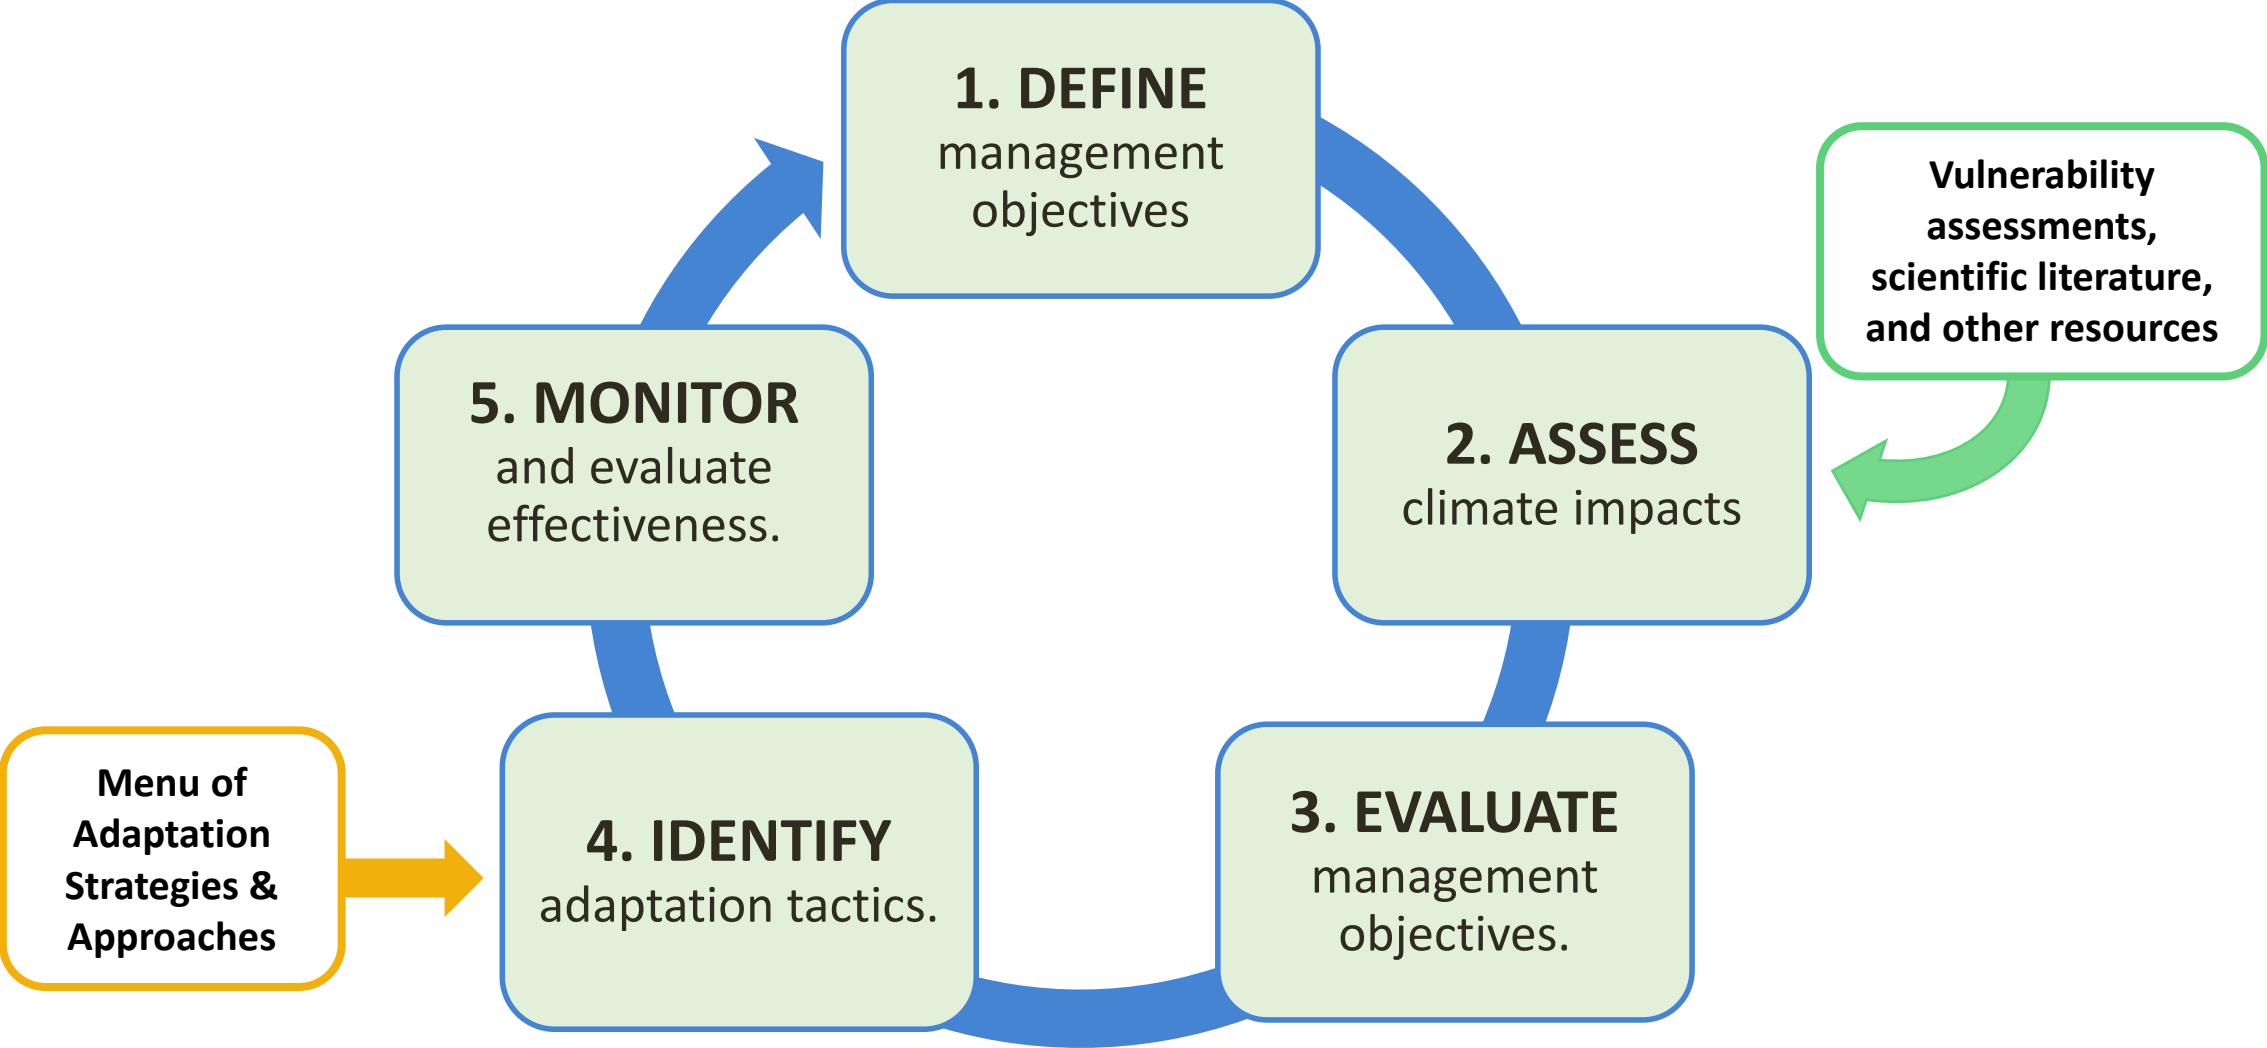 1. DEFINE
management
objectives
Vulnerability
assessments,
scientific literature,
and other resources
2. ASSESS
climate impacts
3. EVALUATE
management
objectives.
4. IDENTIFY
adaptation tactics.
Menu of
Adaptation
Strategies &
Approaches
5. MONITOR
and evaluate
effectiveness.